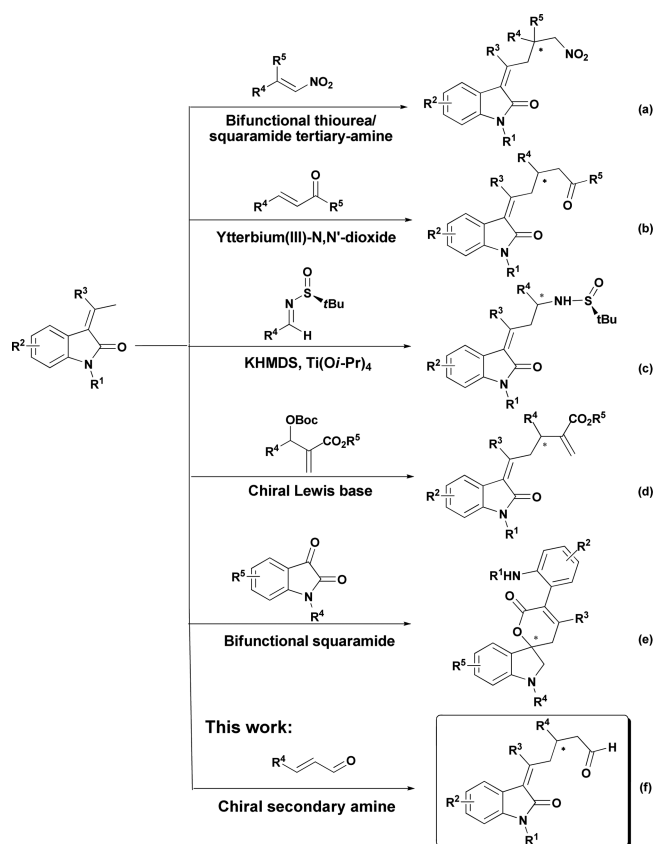 R5
R4
NO2
Bifunctional thiourea/
squaramide tertiary-amine
R5
R4
R3
*
NO2
R2
O
N
R1
(a)
O
R4
R5
Ytterbium(III)-N,N'-dioxide
R4
R3
*
R5
O
R2
O
N
R1
(b)
R3
R2
O
N
R1
O
N
S
tBu
R4
H
KHMDS, Ti(Oi-Pr)4
R4
*
NH
S
O
tBu
R3
R2
O
N
R1
(c)
OBoc
R4
CO2R5
Chiral Lewis base
R4
CO2R5
R3
*
R2
O
N
R1
(d)
O
R5
O
N
R4
Bifunctional squaramide
R2
R1HN
O
R3
O
*
R5
N
R4
(e)
This work:
R4
O
Chiral secondary amine
R4
R3
*
H
O
R2
O
N
R1
(f)